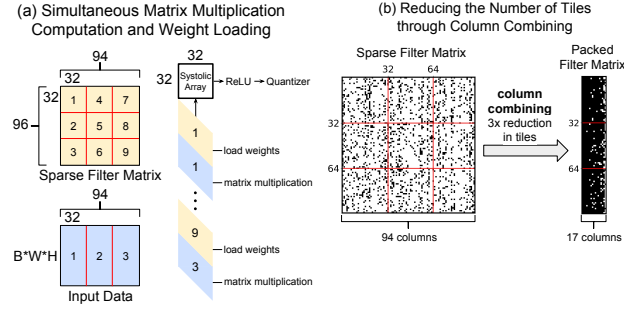 (a) Simultaneous Matrix Multiplication
Computation and Weight Loading
94
32
32
96
1 4 7
2 5 8
3 6 9
Sparse Filter Matrix
94
32
B*W*H
1 2 3
Input Data
32
32
Systolic
Array
ReLU
Quantizer
1
load weights
1
matrix multiplication
9
load weights
3
matrix multiplication
(b) Reducing the Number of Tiles
through Column Combining
Sparse Filter Matrix
32 64
32
64
94 columns
column
combining
3x reduction
in tiles
Packed
Filter Matrix
32
64
17 columns